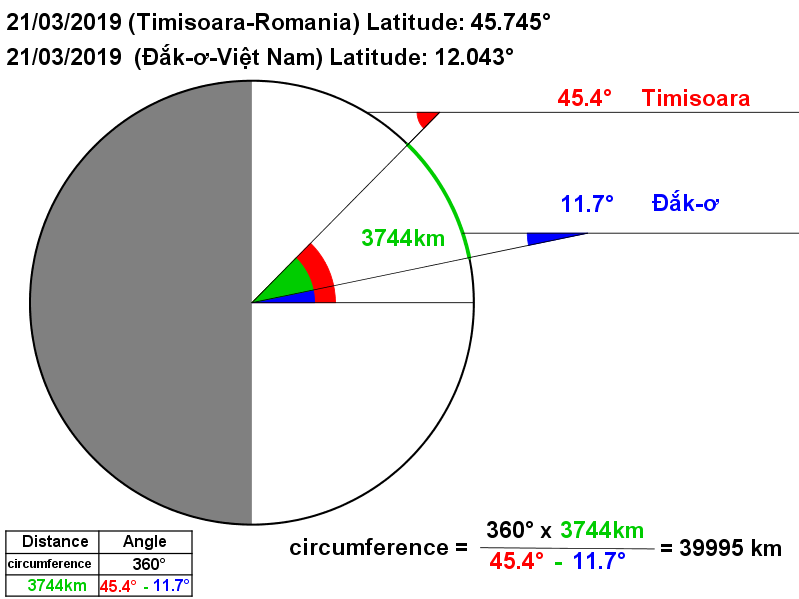 21/03/2019 (Timisoara-Romania) Latitude: 45.745°
21/03/2019 (Đắk-ơ-Việt Nam) Latitude: 12.043°
45.4° Timisoara
11.7° Đắk-ơ
3744km
360° x 3744km
circumference = = 39995 km
45.4° - 11.7°
Distance Angle
circumference 360°
3744km 45.4° - 11.7°